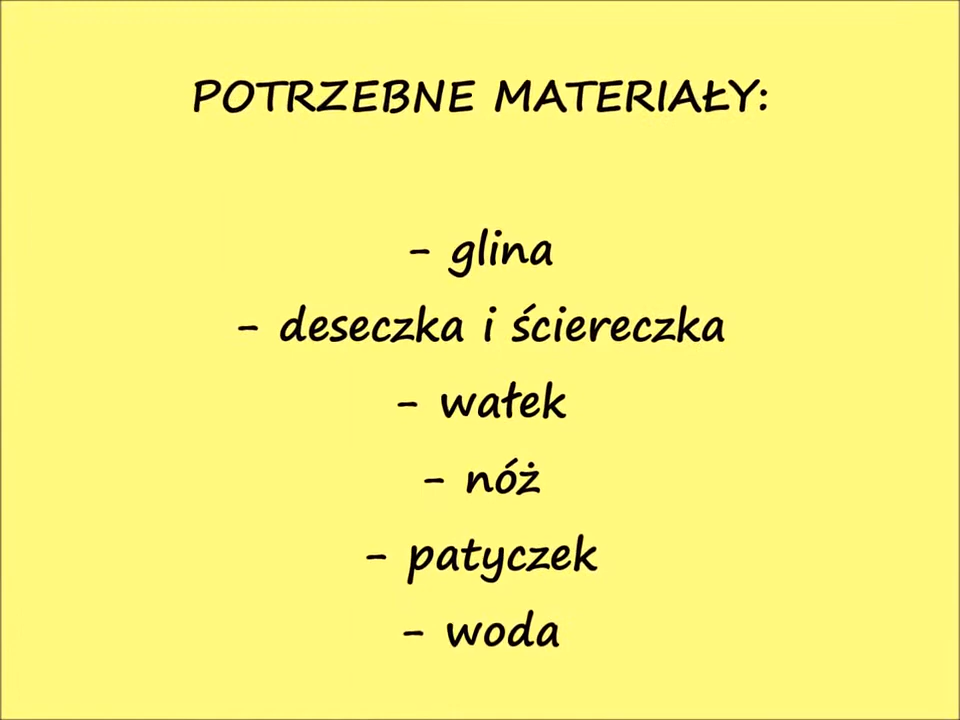 POTRZEBNE MATERIAŁY:
- glina
- deseczka i ściereczka
- wałek
- nóż
- patyczek
- woda